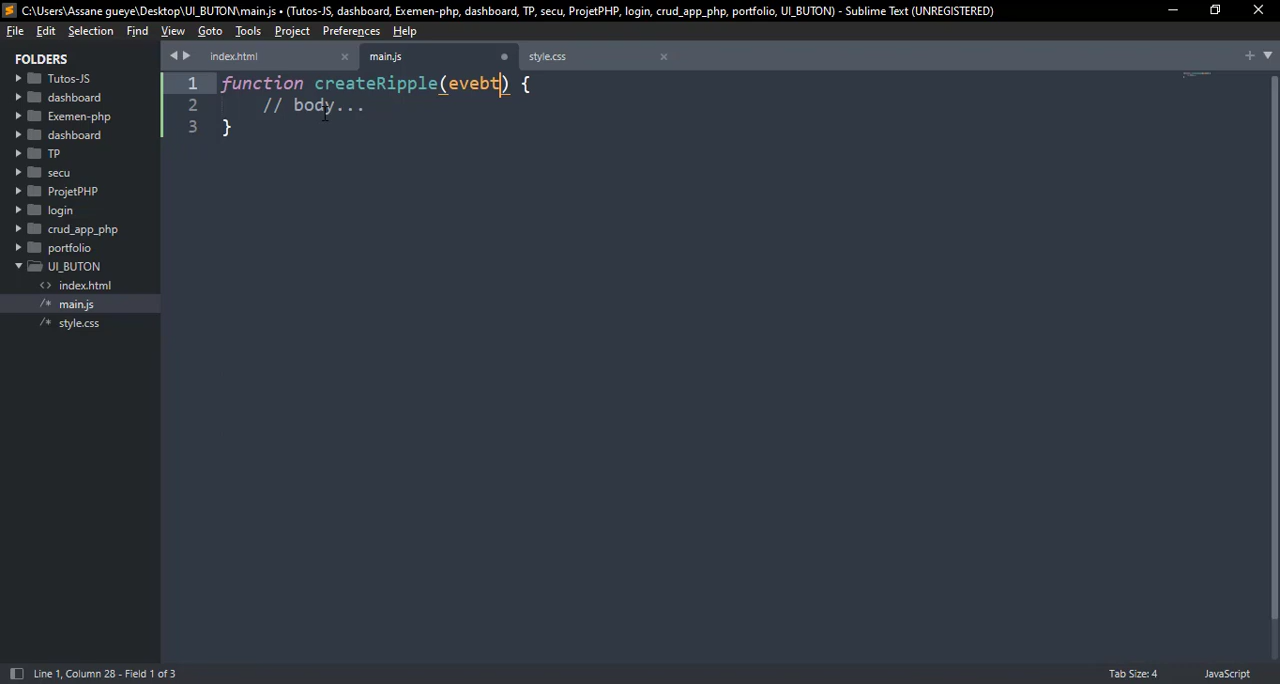 C:\Users\Assane gueye\Desktop\UI_BUTON\main.js • (Tutos-JS, dashboard, Exemen-php, dashboard, TP, secu, ProjetPHP, login, crud_app_php, portfolio, UI_BUTON) - Sublime Text (UNREGISTERED)
File Edit Selection Find View Goto Tools Project Preferences Help
FOLDERS
Tutos-JS
dashboard
Exemen-php
dashboard
TP
secu
ProjetPHP
login
crud_app_php
portfolio
UI_BUTON
<> index.html
/* main.js
/* style.css
index.html main.js style.css
1 function createRipple(evebt) {
2 // body...
3 }
Line 1, Column 28 - Field 1 of 3 Tab Size: 4 JavaScript